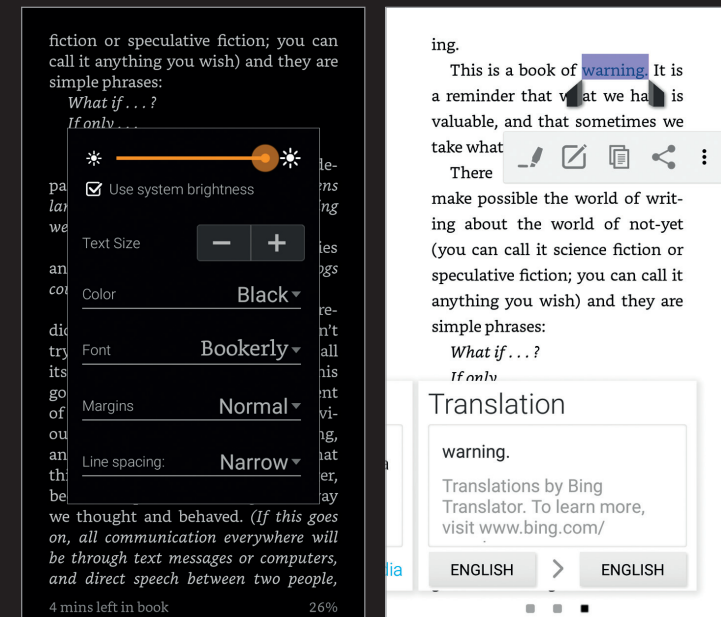 fiction or speculative fiction; you can
call it anything you wish) and they are
simple phrases:
What if . . . ?
If only . . .
Use system brightness
Text Size
Color Black
Font Bookerly
Margins Normal
Line spacing: Narrow
we thought and behaved. (If this goes
on, all communication everywhere will
be through text messages or computers,
and direct speech between two people,
4 mins left in book 26%
ing.
This is a book of warning. It is
a reminder that what we ha is
valuable, and that sometimes we
take what
There
make possible the world of writ-
ing about the world of not-yet
(you can call it science fiction or
speculative fiction; you can call it
anything you wish) and they are
simple phrases:
What if . . . ?
If only
Translation
warning.
Translations by Bing
Translator. To learn more,
visit www.bing.com/
ENGLISH > ENGLISH